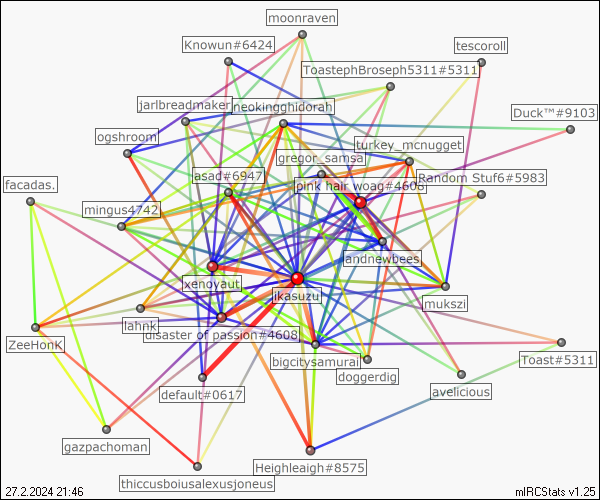 moonraven
Knowun#6424
tescoroll
ToastephBroseph5311#5311
jarlbreadmaker
neokingghidorah
Duck™#9103
ogshroom
turkey_mcnugget
gregor_samsa
asad#6947
Random Stuf6#5983
facadas.
pink hair woag#4606
mingus4742
landnewbees
xenoyaut
jikasuzu
mukszi
lahnk
disaster of passion#4608
ZeeHonK
bigcitysamurai
Toast#5311
doggerdig
default#0617
avelicious
gazpachoman
Heighleaigh#8575
thiccusboiusalexusjoneus
27.2.2024 21:46
mIRCStats v1.25